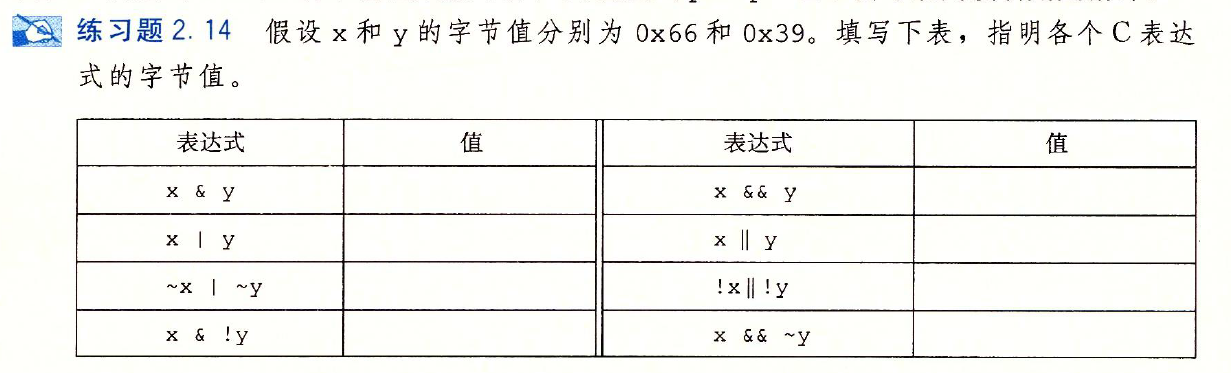 练习题 2.14 假设 x 和 y 的字节值分别为 0x66 和 0x39。填写下表，指明各个 C 表达
式的字节值。
表达式 值 表达式 值
x & y x && y
x | y x || y
~x | ~y !x||!y
x & !y x && ~y